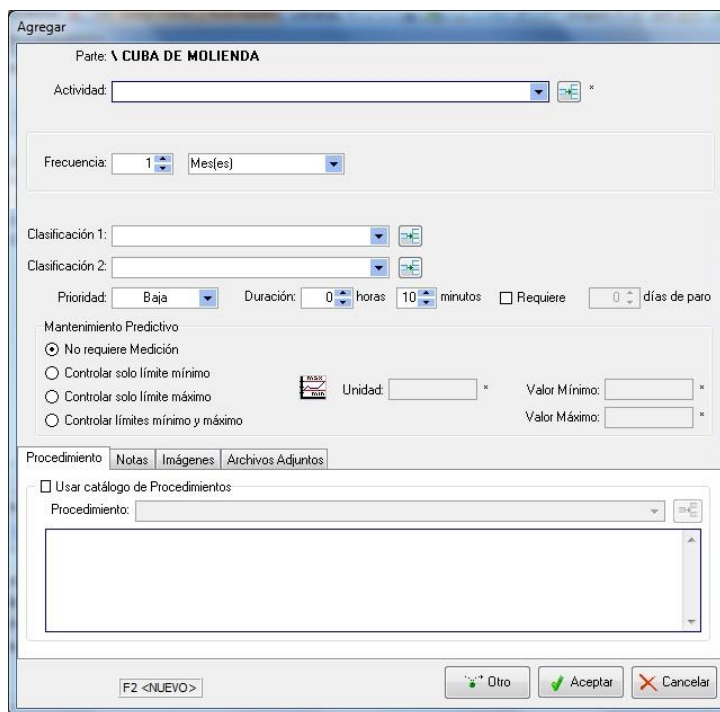 Agregar
Parte: \ CUBA DE MOLIENDA
Actividad: *
Frecuencia: 1 Mes(es)
Clasificación 1:
Clasificación 2:
Prioridad: Baja Duración: 0 horas 10 minutos Requiere 0 días de paro
Mantenimiento Predictivo
No requiere Medición
Controlar solo límite mínimo
Controlar solo límite máximo
Controlar límites mínimo y máximo
max
min
Unidad: * Valor Mínimo: *
Valor Máximo: *
Procedimiento Notas Imágenes Archivos Adjuntos
Usar catálogo de Procedimientos
Procedimiento:
F2 <NUEVO> Otro Aceptar Cancelar